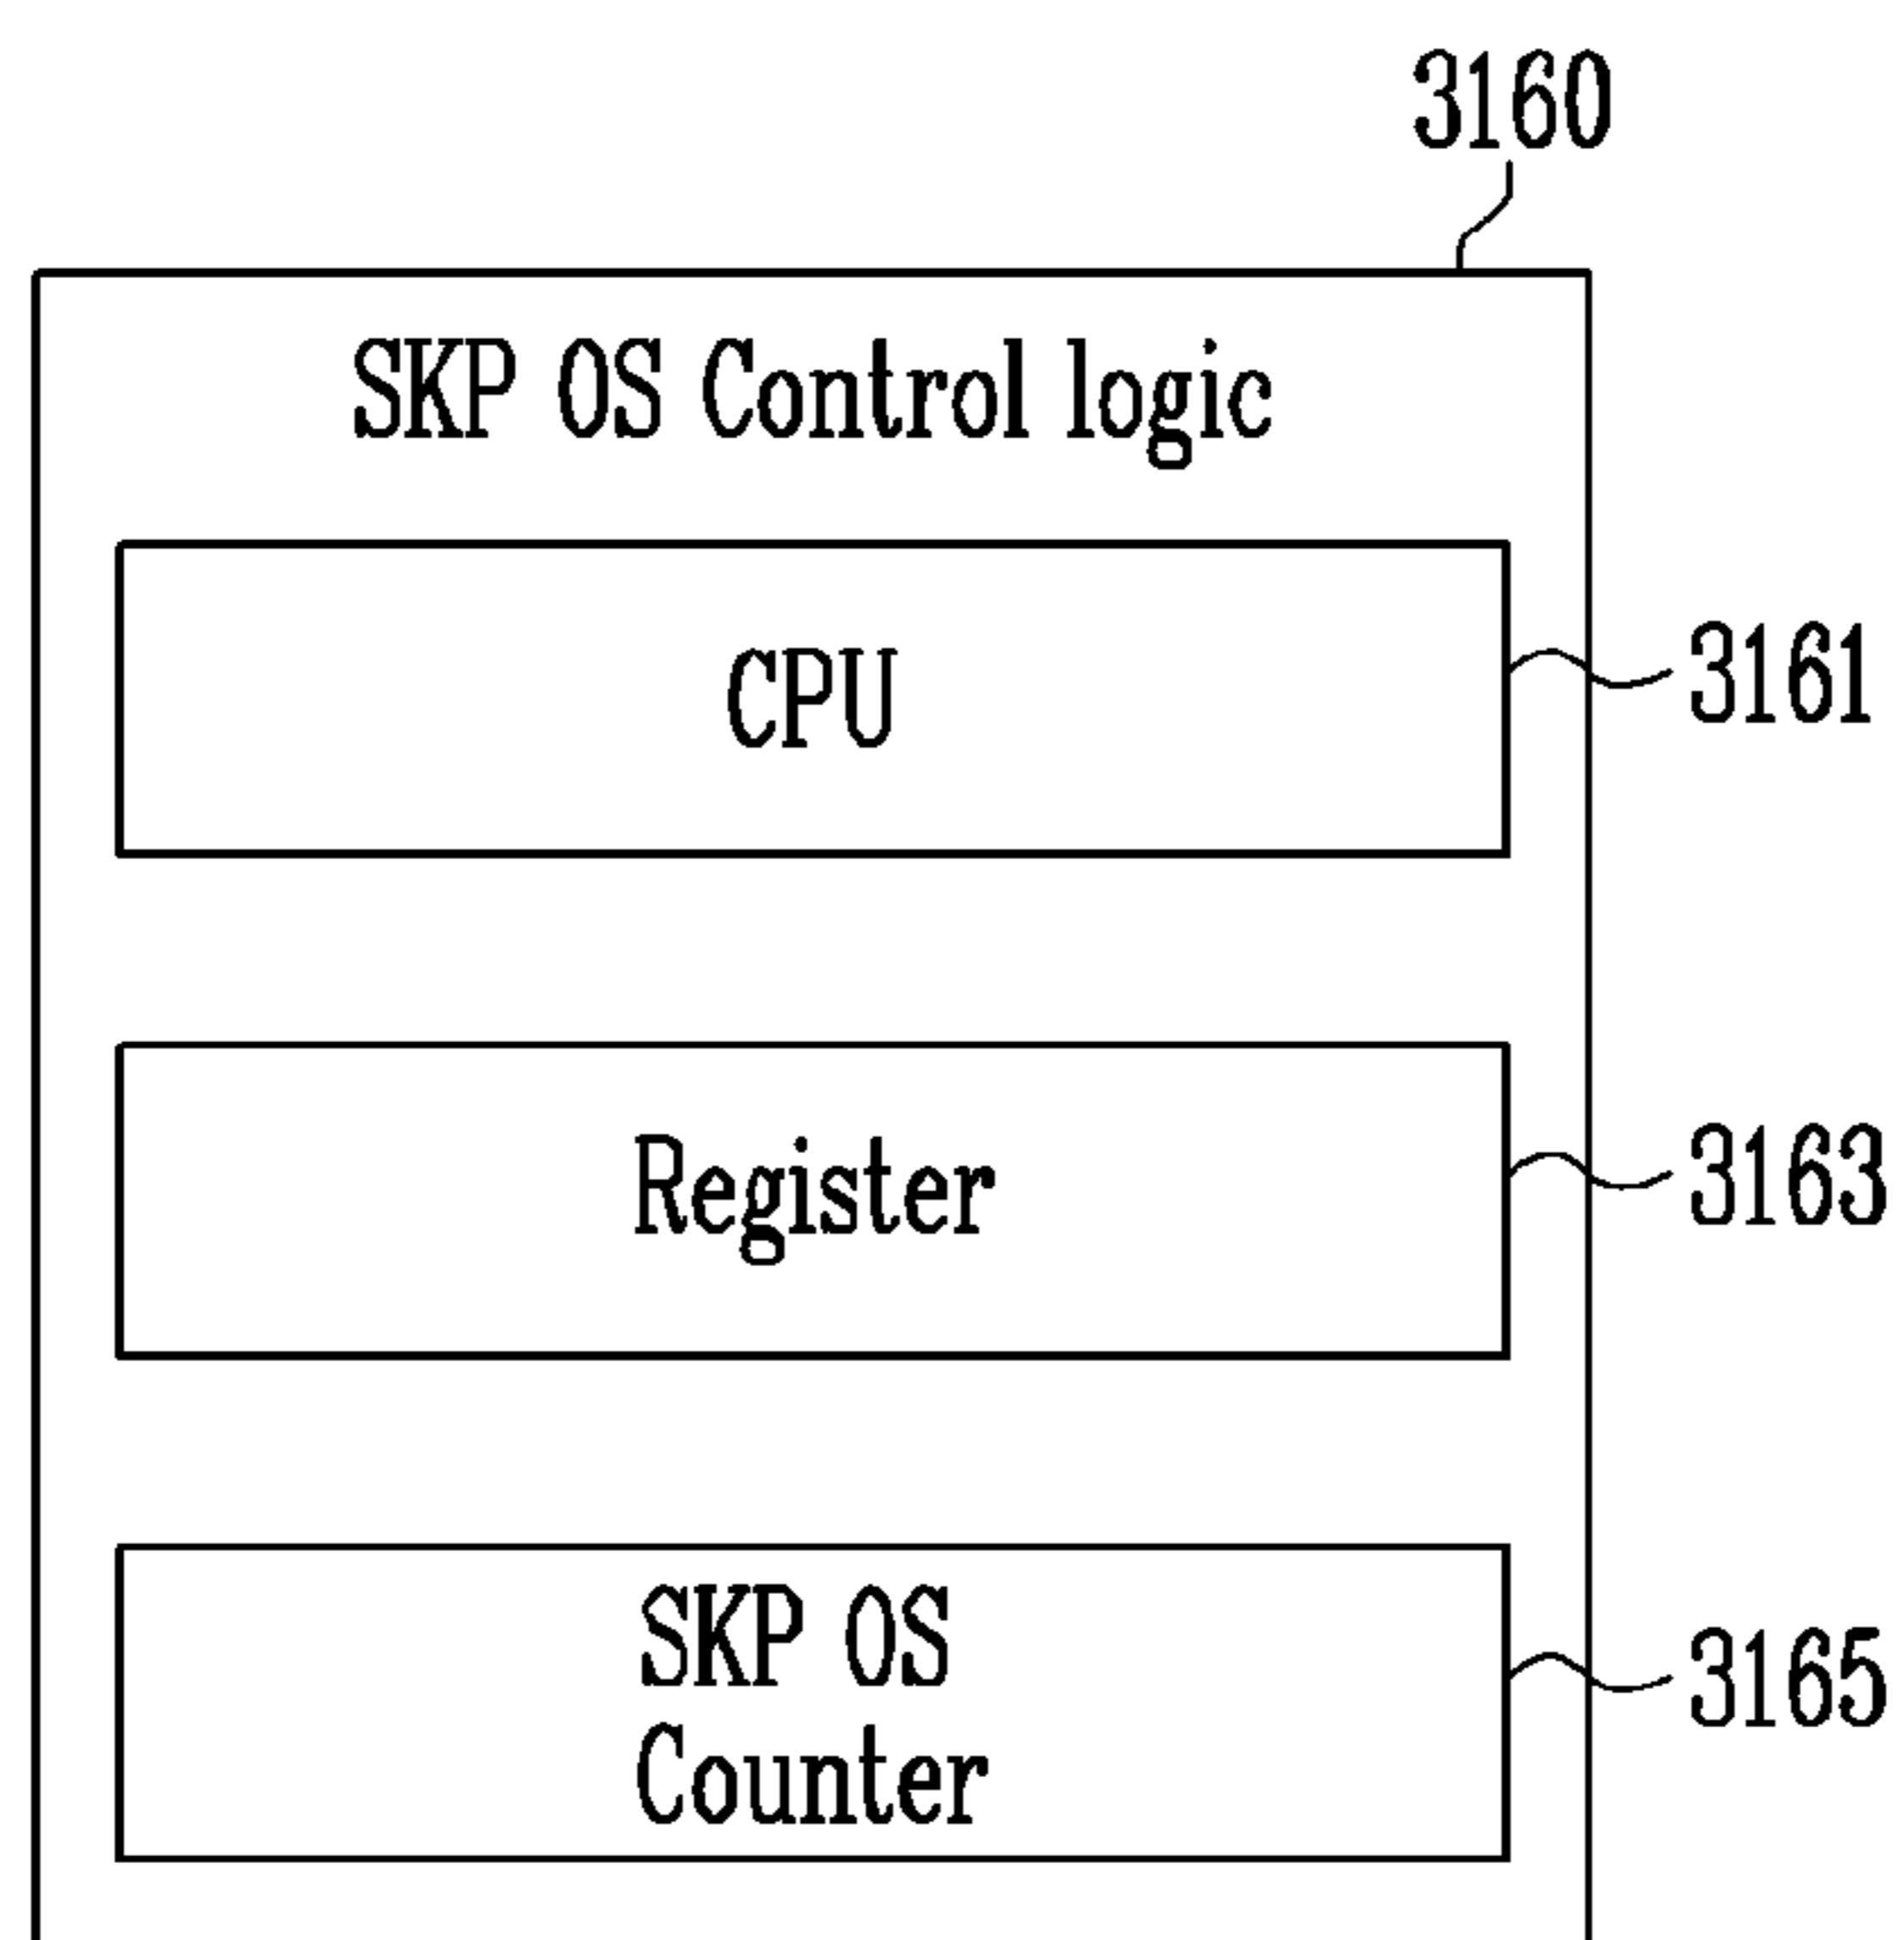 3160
SKP OS Control logic
CPU
3161
Register
3163
SKP OS
Counter
3165